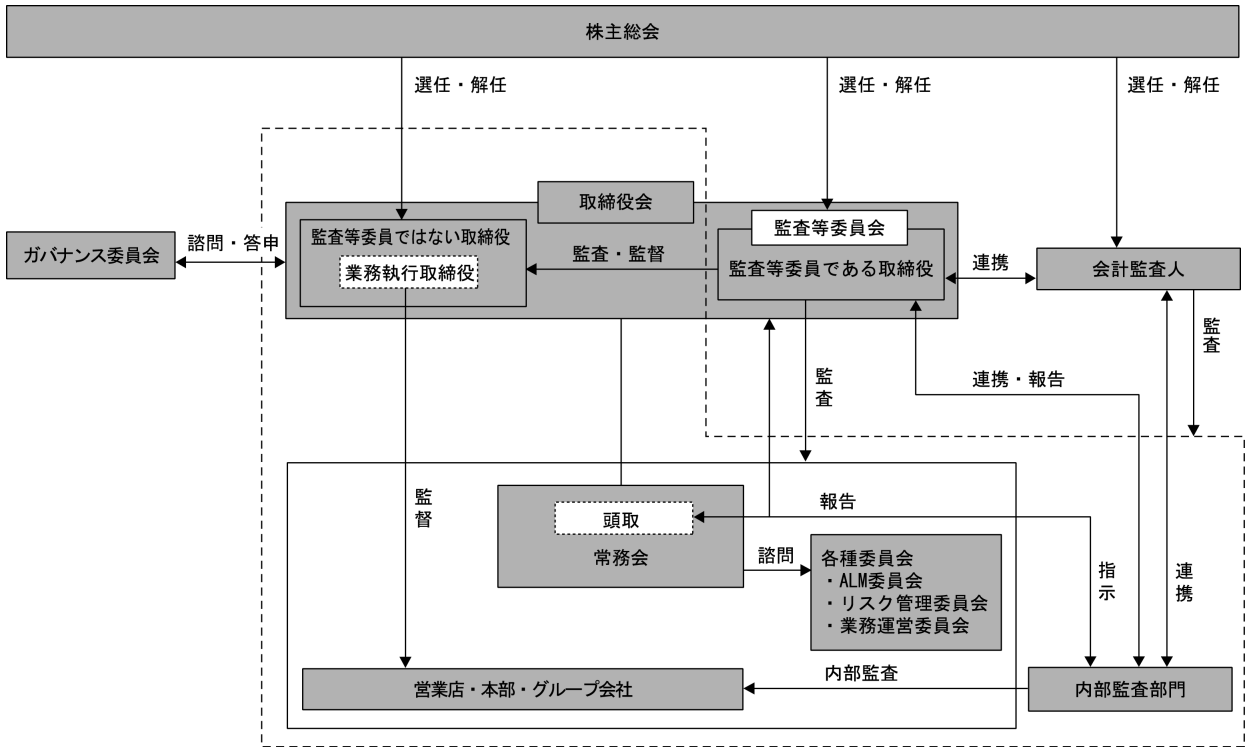 株主総会
選任・解任
選任・解任
選任・解任
取締役会
監査等委員会
監査等委員ではない取締役
業務執行取締役
監査・監督
監査等委員である取締役
ガバナンス委員会
諮問・答申
連携
会計監査人
監査
監査
連携・報告
監督
頭取
常務会
報告
諮問
各種委員会
・ALM委員会
・リスク管理委員会
・業務運営委員会
指示
連携
営業店・本部・グループ会社
内部監査
内部監査部門